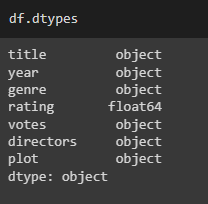 df.dtypes
title object
year object
genre object
rating float64
votes object
directors object
plot object
dtype: object